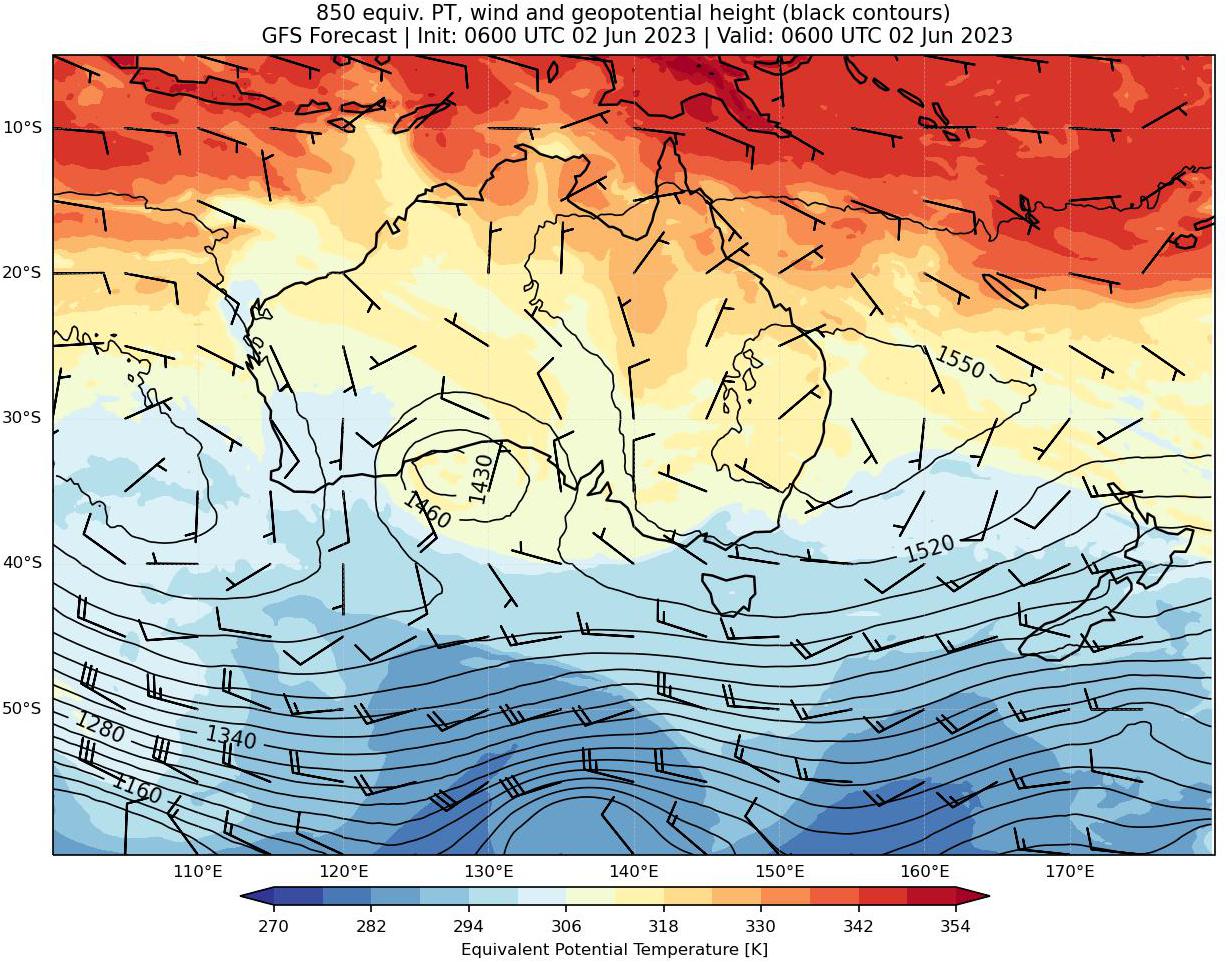 850 equiv. PT, wind and geopotential height (black contours)
GFS Forecast | Init: 0600 UTC 02 Jun 2023 | Valid: 0600 UTC 02 Jun 2023
10°S
20°S
1550
30°S
1430
1460
1520
40°S
50°S
1280
1340
1160
110°E 120°E 130°E 140°E 150°E 160°E 170°E
270 282 294 306 318 330 342 354
Equivalent Potential Temperature [K]